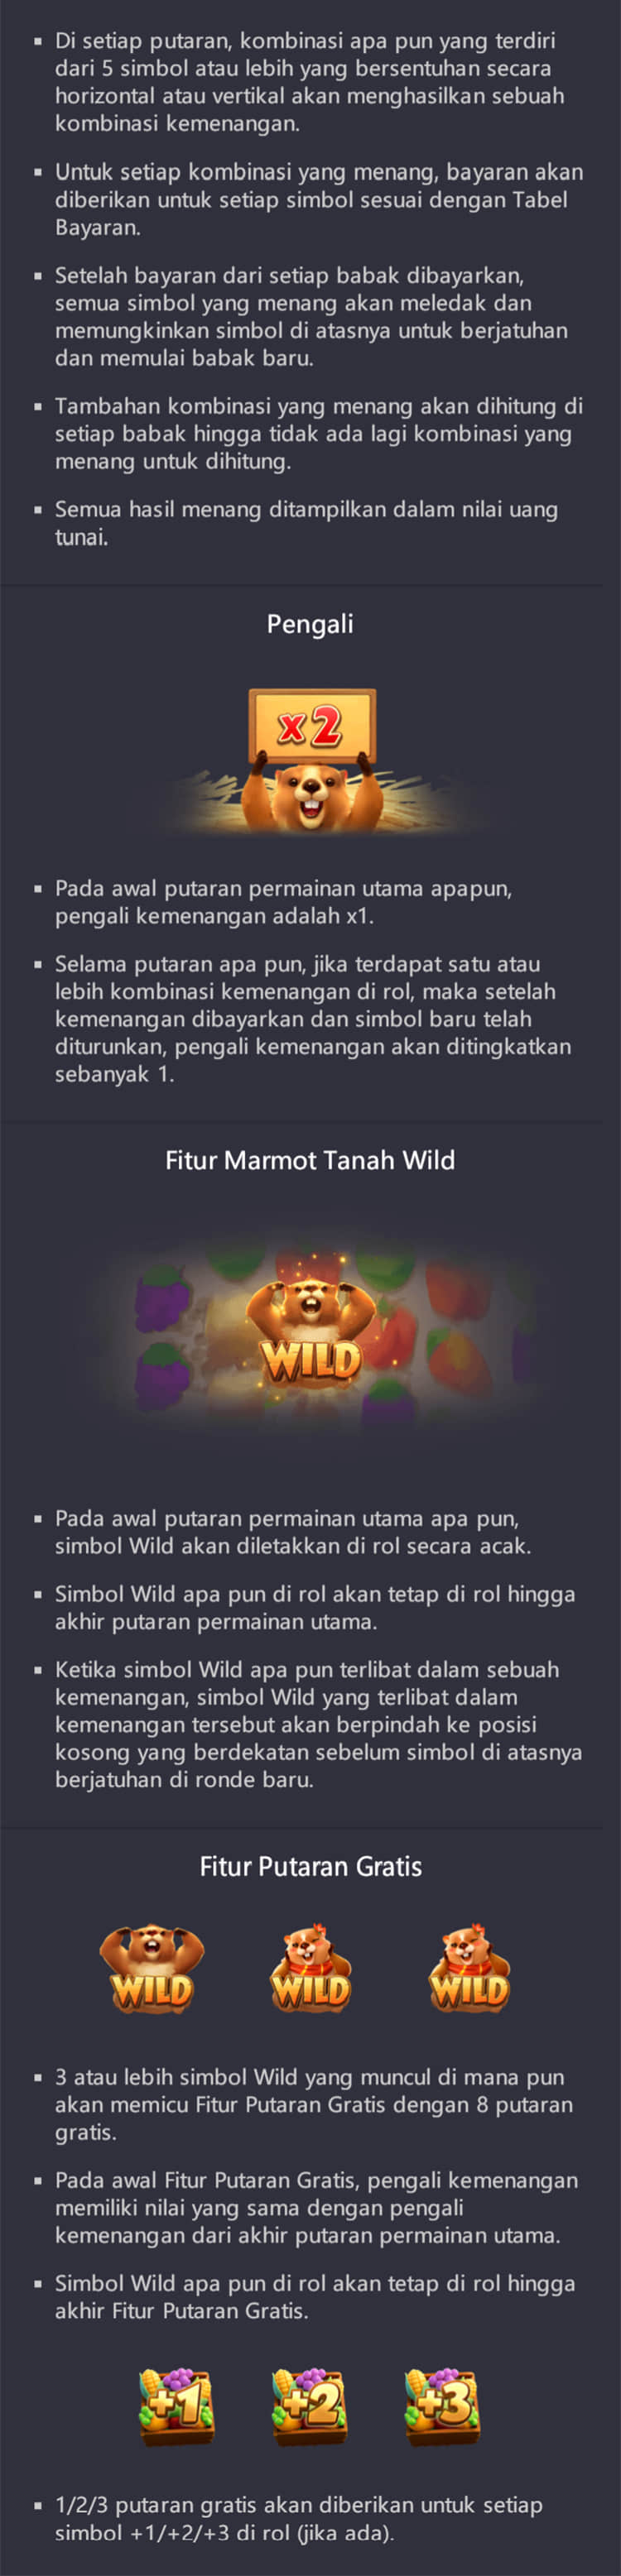 ▪ Di setiap putaran, kombinasi apa pun yang terdiri
dari 5 simbol atau lebih yang bersentuhan secara
horizontal atau vertikal akan menghasilkan sebuah
kombinasi kemenangan.
▪ Untuk setiap kombinasi yang menang, bayaran akan
diberikan untuk setiap simbol sesuai dengan Tabel
Bayaran.
▪ Setelah bayaran dari setiap babak dibayarkan,
semua simbol yang menang akan meledak dan
memungkinkan simbol di atasnya untuk berjatuhan
dan memulai babak baru.
▪ Tambahan kombinasi yang menang akan dihitung di
setiap babak hingga tidak ada lagi kombinasi yang
menang untuk dihitung.
▪ Semua hasil menang ditampilkan dalam nilai uang
tunai.
Pengali
x2
▪ Pada awal putaran permainan utama apapun,
pengali kemenangan adalah x1.
▪ Selama putaran apa pun, jika terdapat satu atau
lebih kombinasi kemenangan di rol, maka setelah
kemenangan dibayarkan dan simbol baru telah
diturunkan, pengali kemenangan akan ditingkatkan
sebanyak 1.
Fitur Marmot Tanah Wild
WILD
▪ Pada awal putaran permainan utama apa pun,
simbol Wild akan diletakkan di rol secara acak.
▪ Simbol Wild apa pun di rol akan tetap di rol hingga
akhir putaran permainan utama.
▪ Ketika simbol Wild apa pun terlibat dalam sebuah
kemenangan, simbol Wild yang terlibat dalam
kemenangan tersebut akan berpindah ke posisi
kosong yang berdekatan sebelum simbol di atasnya
berjatuhan di ronde baru.
Fitur Putaran Gratis
WILD WILD WILD
▪ 3 atau lebih simbol Wild yang muncul di mana pun
akan memicu Fitur Putaran Gratis dengan 8 putaran
gratis.
▪ Pada awal Fitur Putaran Gratis, pengali kemenangan
memiliki nilai yang sama dengan pengali
kemenangan dari akhir putaran permainan utama.
▪ Simbol Wild apa pun di rol akan tetap di rol hingga
akhir Fitur Putaran Gratis.
+1 +2 +3
▪ 1/2/3 putaran gratis akan diberikan untuk setiap
simbol +1/+2/+3 di rol (jika ada).